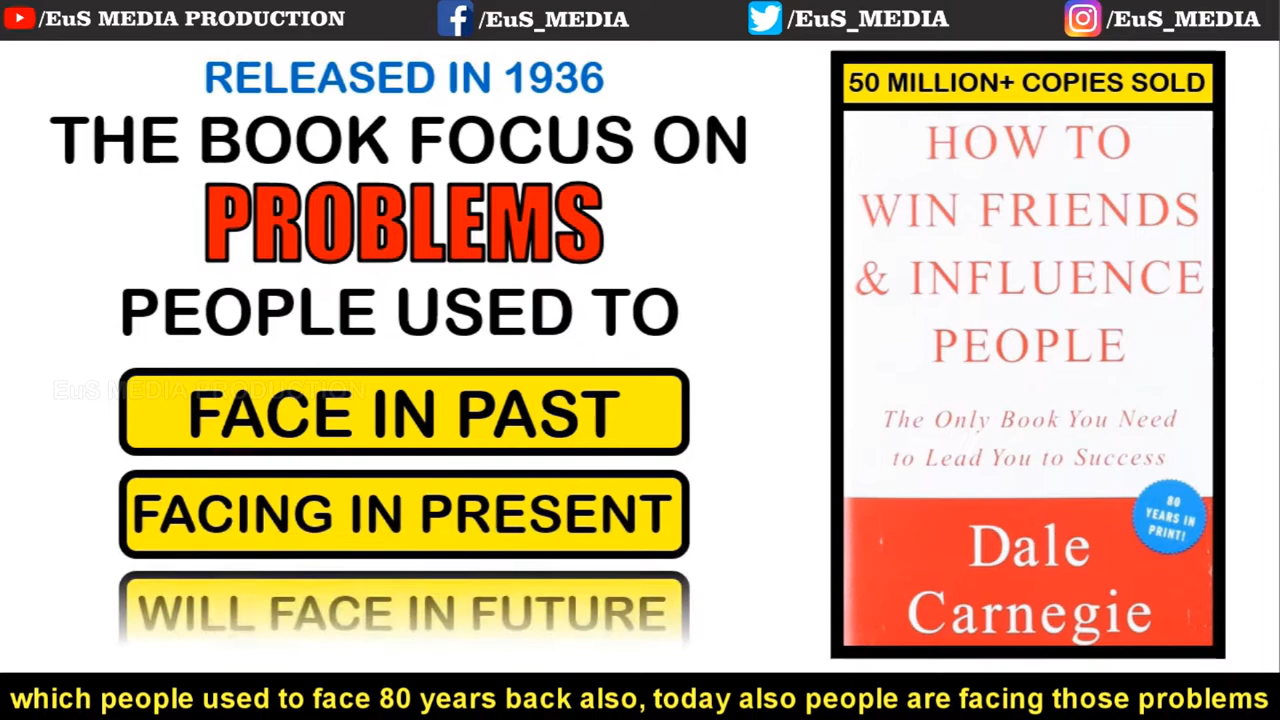 /EuS MEDIA PRODUCTION
/EuS_MEDIA
/EuS_MEDIA
/EuS_MEDIA
RELEASED IN 1936
THE BOOK FOCUS ON
PROBLEMS
PEOPLE USED TO
EuS MEDIA PRODUCTION
FACE IN PAST
FACING IN PRESENT
WILL FACE IN FUTURE
50 MILLION+ COPIES SOLD
HOW TO
WIN FRIENDS
& INFLUENCE
PEOPLE
The Only Book You Need
to Lead You to Success
80
YEARS IN
PRINT!
Dale
Carnegie
which people used to face 80 years back also, today also people are facing those problems